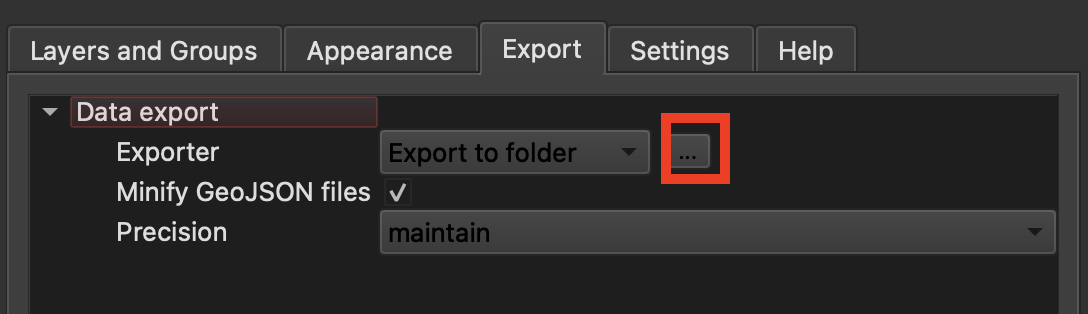 Layers and Groups Appearance Export Settings Help
Data export
Exporter Export to folder ...
Minify GeoJSON files
Precision maintain